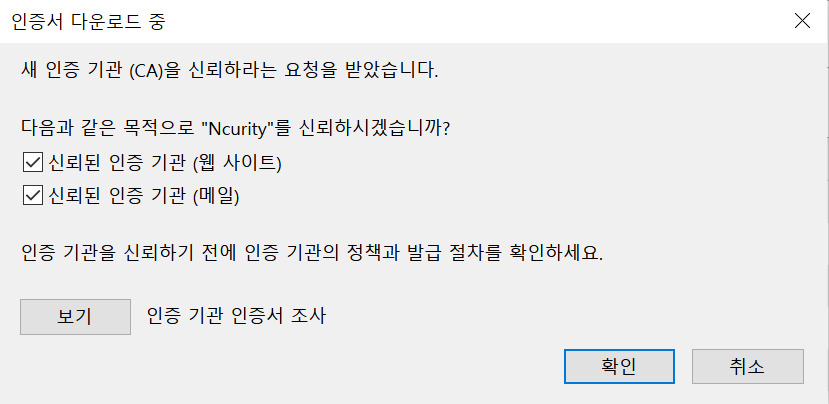 인증서 다운로드 중
새 인증 기관 (CA)을 신뢰하라는 요청을 받았습니다.
다음과 같은 목적으로 "Ncurity"를 신뢰하시겠습니까?
신뢰된 인증 기관 (웹 사이트)
신뢰된 인증 기관 (메일)
인증 기관을 신뢰하기 전에 인증 기관의 정책과 발급 절차를 확인하세요.
보기 인증 기관 인증서 조사
확인 취소